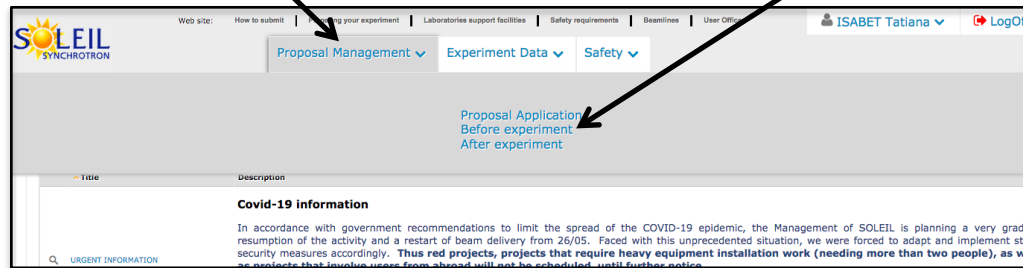 Web site: How to submit Preparing your experiment Laboratories support facilities Safety requirements Beamlines User Office
ISABET Tatiana LogOf
SOLEIL
SYNCHROTRON
Proposal Management Experiment Data Safety
Proposal Application
Before experiment
After experiment
Title Description
Covid-19 information
In accordance with government recommendations to limit the spread of the COVID-19 epidemic, the Management of SOLEIL is planning a very grad
resumption of the activity and a restart of beam delivery from 26/05. Faced with this unprecedented situation, we were forced to adapt and implement st
security measures accordingly. Thus red projects, projects that require heavy equipment installation work (needing more than two people), as w
URGENT INFORMATION
as projects that involve users from abroad will not be scheduled, until further notice.